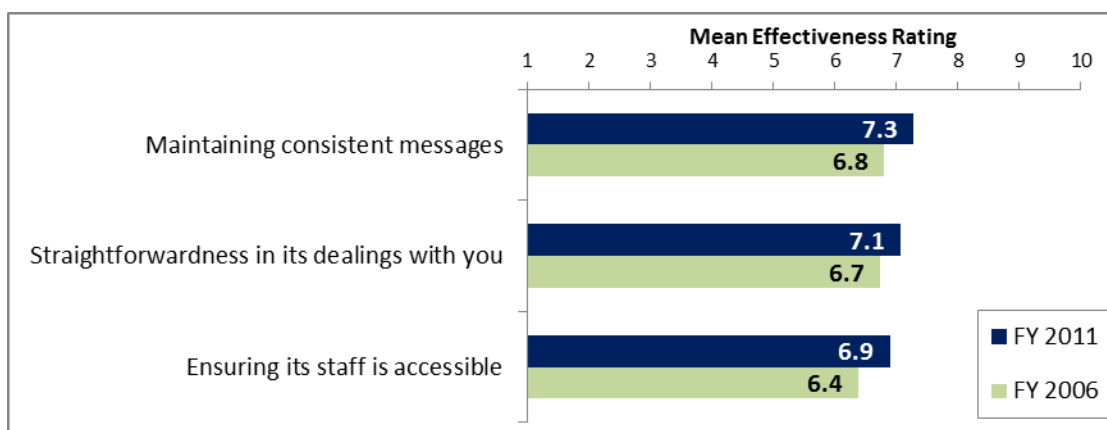 Mean Effectiveness Rating
1 2 3 4 5 6 7 8 9 10
Maintaining consistent messages
7.3
6.8
Straightforwardness in its dealings with you
7.1
6.7
Ensuring its staff is accessible
6.9
6.4
FY 2011
FY 2006